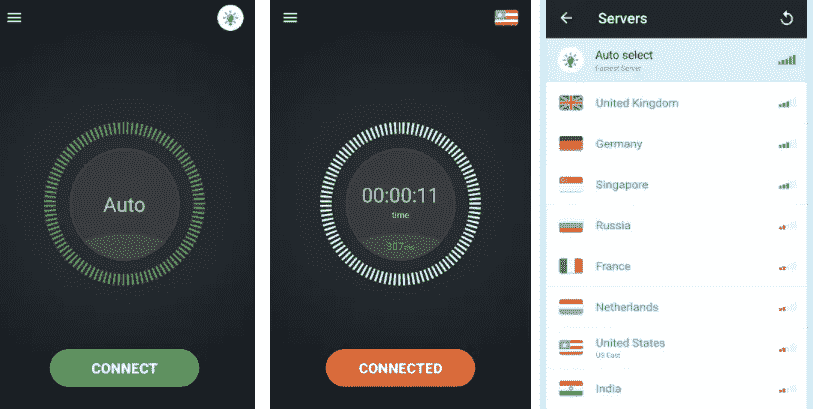 Auto
CONNECT
00:00:11
time
307
CONNECTED
Servers
Auto select
Fastest Server
United Kingdom
Germany
Singapore
Russia
France
Netherlands
United States
US East
India